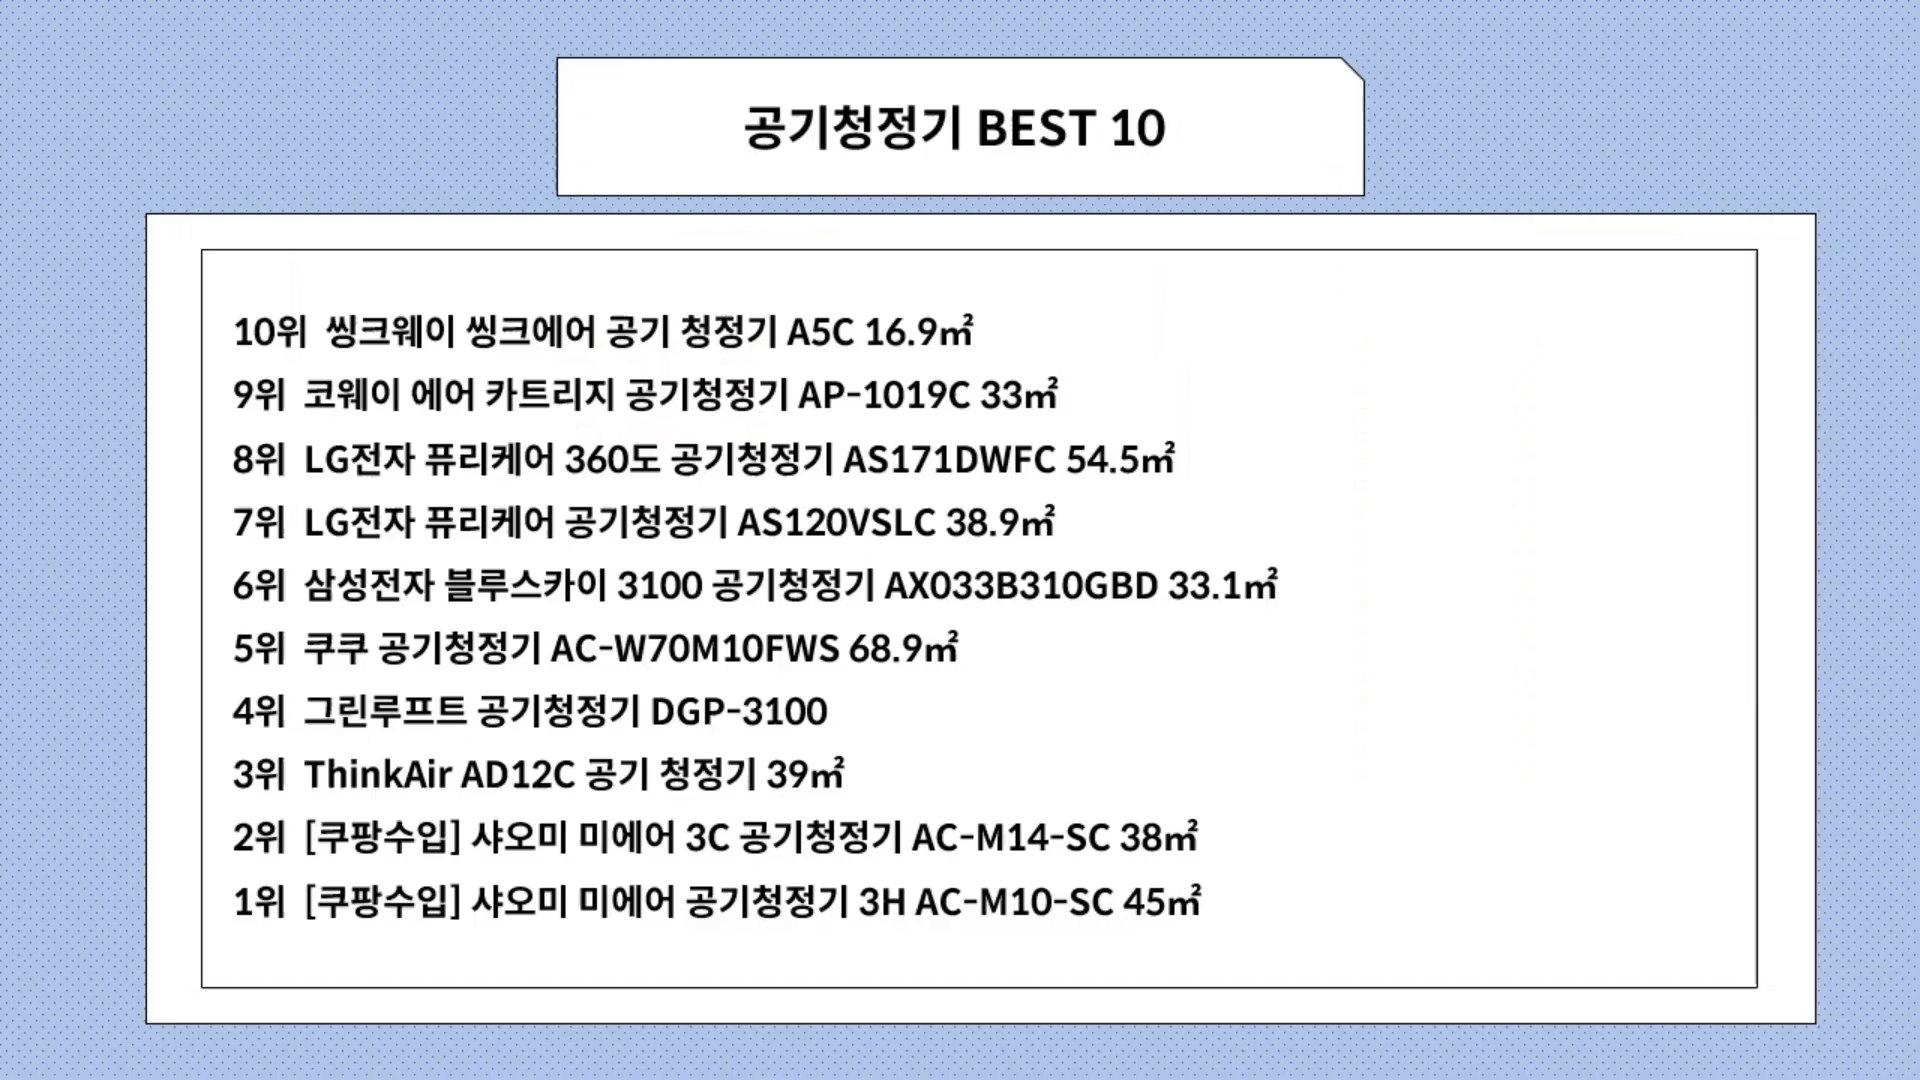 공기청정기 BEST 10
10위 씽크웨이 씽크에어 공기 청정기 A5C 16.9㎡
9위 코웨이 에어 카트리지 공기청정기 AP-1019C 33㎡
8위 LG전자 퓨리케어 360도 공기청정기 AS171DWFC 54.5㎡
7위 LG전자 퓨리케어 공기청정기 AS120VSLC 38.9㎡
6위 삼성전자 블루스카이 3100 공기청정기 AX033B310GBD 33.1㎡
5위 쿠쿠 공기청정기 AC-W70M10FWS 68.9㎡
4위 그린루프트 공기청정기 DGP-3100
3위 ThinkAir AD12C 공기 청정기 39㎡
2위 [쿠팡수입] 샤오미 미에어 3C 공기청정기 AC-M14-SC 38㎡
1위 [쿠팡수입] 샤오미 미에어 공기청정기 3H AC-M10-SC 45㎡